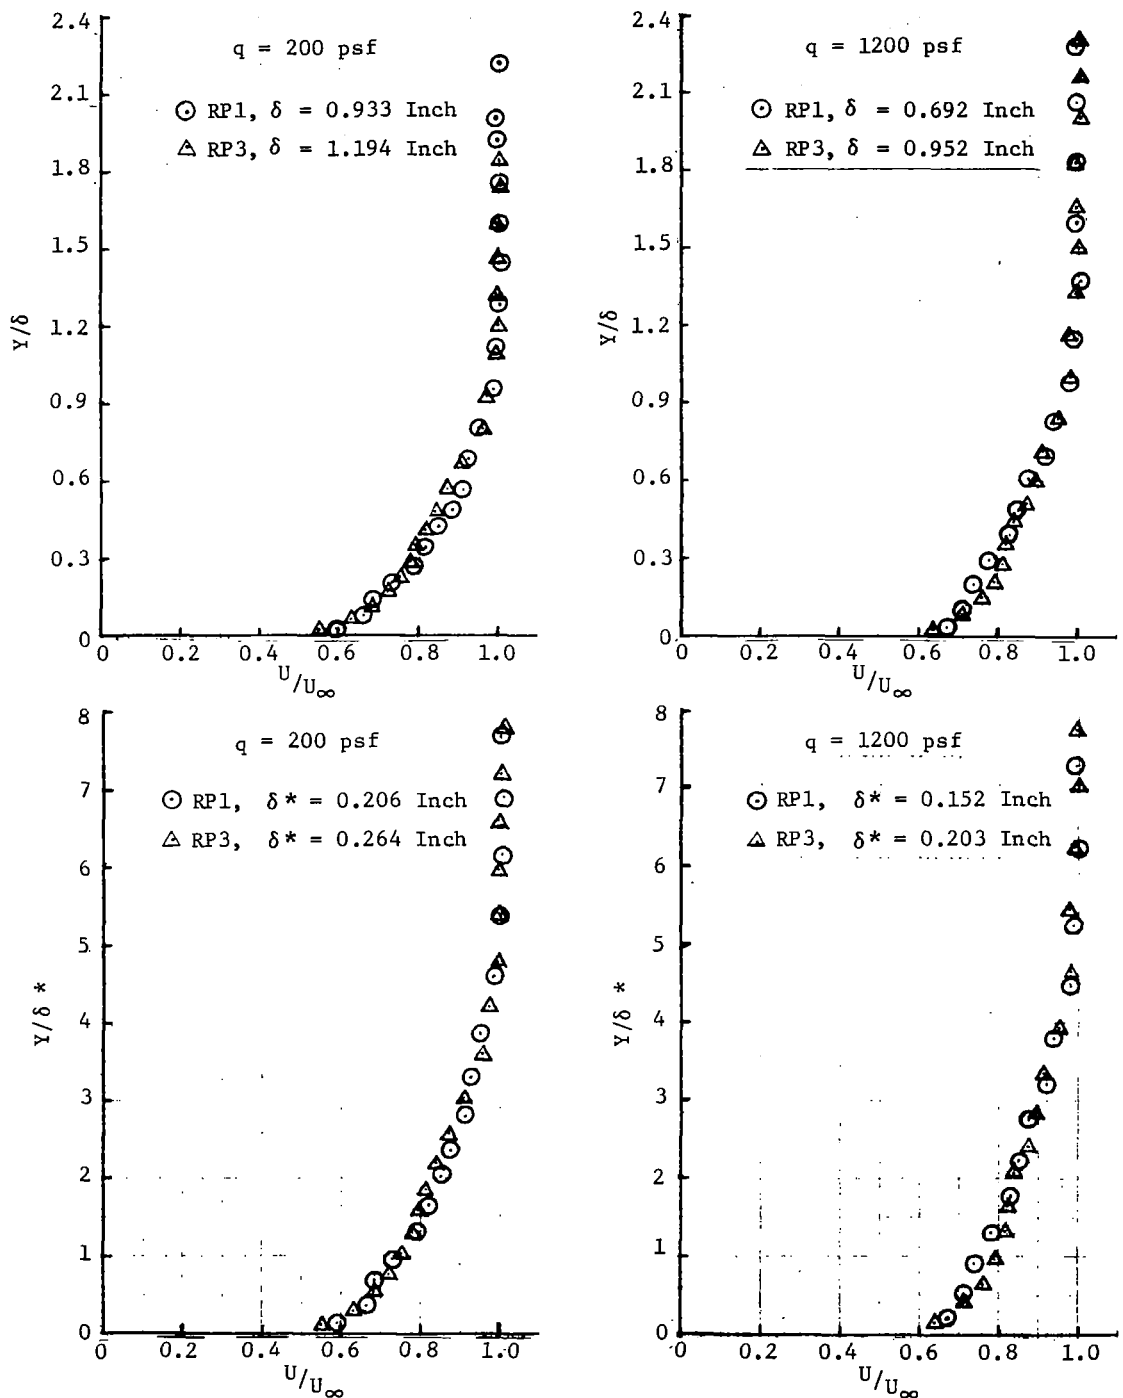 q = 200 psf
RP1, δ = 0.933 Inch
RP3, δ = 1.194 Inch
2.4
2.1
1.8
1.5
1.2
0.9
0.6
0.3
0
Y/δ
0 0.2 0.4 0.6 0.8 1.0
U/U∞
q = 1200 psf
RP1, δ = 0.692 Inch
RP3, δ = 0.952 Inch
2.4
2.1
1.8
1.5
1.2
0.9
0.6
0.3
0
Y/δ
0 0.2 0.4 0.6 0.8 1.0
U/U∞
q = 200 psf
RP1, δ* = 0.206 Inch
RP3, δ* = 0.264 Inch
8
7
6
5
4
3
2
1
0
Y/δ *
0 0.2 0.4 0.6 0.8 1.0
U/U∞
q = 1200 psf
RP1, δ* = 0.152 Inch
RP3, δ* = 0.203 Inch
8
7
6
5
4
3
2
1
0
Y/δ *
0 0.2 0.4 0.6 0.8 1.0
U/U∞